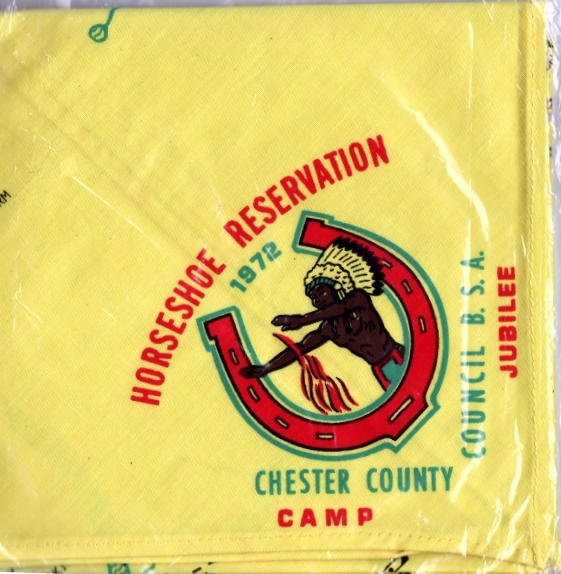 HORSESHOE RESERVATION
1972
CHESTER COUNTY COUNCIL B. S. A.
CAMP JUBILEE